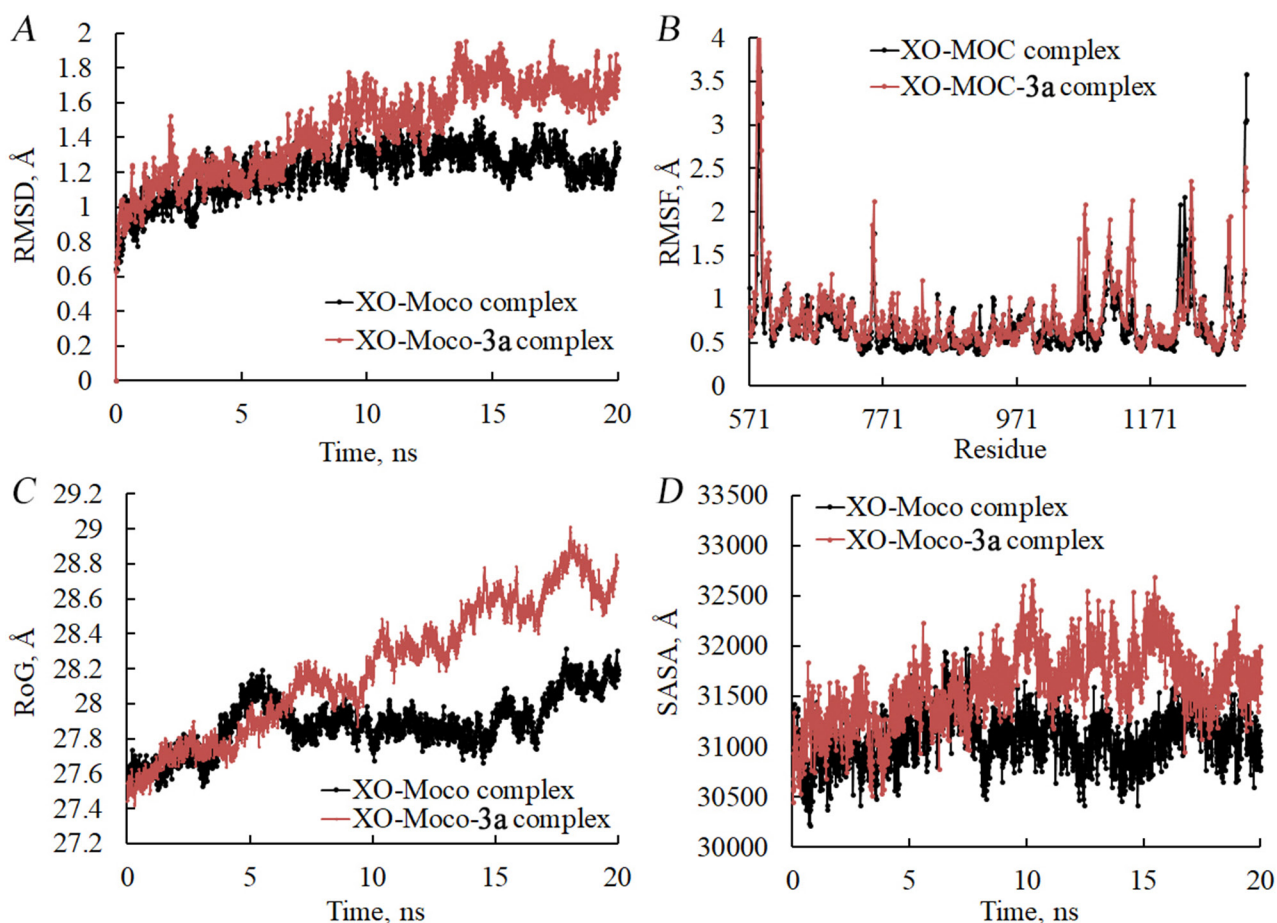 A
2
1.8
1.6
1.4
1.2
1
0.8
0.6
0.4
0.2
0
RMSD, Å
XO-Moco complex
XO-Moco-3a complex
0 5 10 15 20
Time, ns
B
4
3.5
3
2.5
2
1.5
1
0.5
0
RMSF, Å
XO-MOC complex
XO-MOC-3a complex
571 771 971 1171
Residue
C
29.2
29
28.8
28.6
28.4
28.2
28
27.8
27.6
27.4
27.2
RoG, Å
XO-Moco complex
XO-Moco-3a complex
0 5 10 15 20
Time, ns
D
33500
33000
32500
32000
31500
31000
30500
30000
SASA, Å
XO-Moco complex
XO-Moco-3a complex
0 5 10 15 20
Time, ns